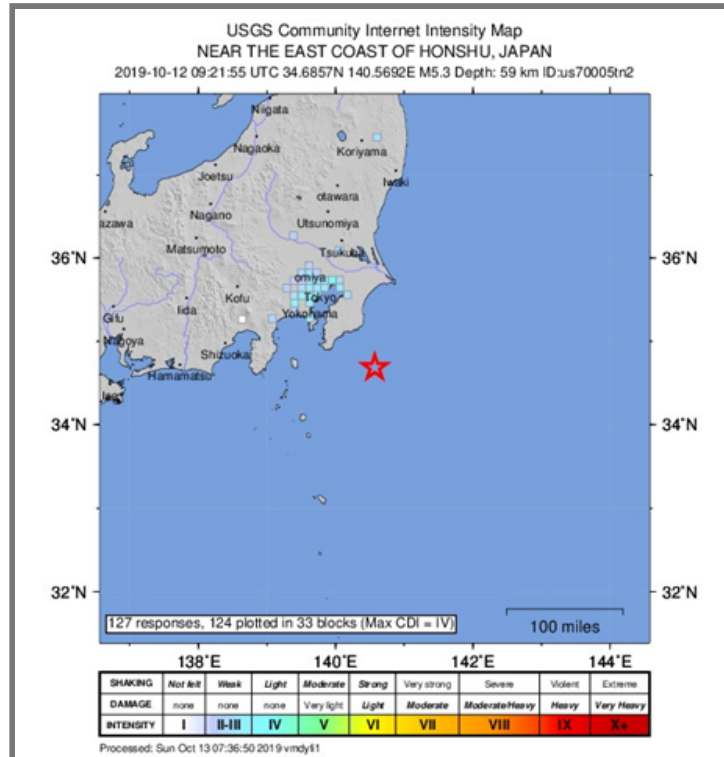 USGS Community Internet Intensity Map
NEAR THE EAST COAST OF HONSHU, JAPAN
2019-10-12 09:21:55 UTC 34.6857N 140.5692E M5.3 Depth: 59 km ID:us70005tn2
Niigata
Nagaoka
Koriyama
Joetsu
Iwaki
otawara
Nagano
azawa
Utsunomiya
Matsumoto
Tsukuba
36°N
36°N
omiya
Kofu
Tokyo
Iida
Gifu
Yokohama
Nagoya
Shizuoka
Hamamatsu
Ise
34°N
34°N
32°N
32°N
127 responses, 124 plotted in 33 blocks (Max CDI = IV)
100 miles
138°E
140°E
142°E
144°E
SHAKING Not felt Weak Light Moderate Strong Very strong Severe Violent Extreme
DAMAGE none none none Very light Light Moderate Moderate/Heavy Heavy Very Heavy
INTENSITY I II-III IV V VI VII VIII IX X+
Processed: Sun Oct 13 07:36:50 2019 vmdyfi1